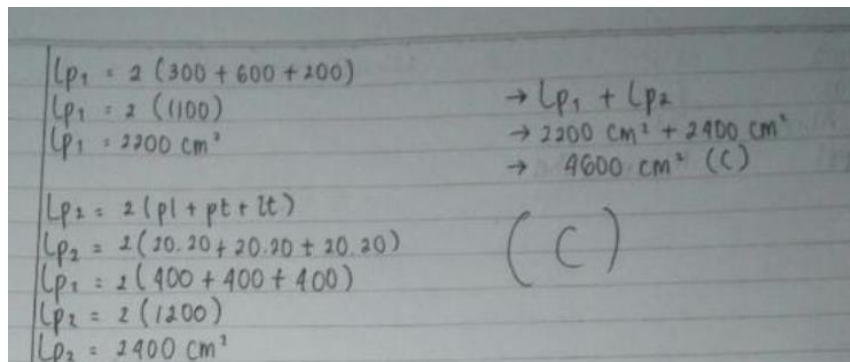 Lp₁ = 2 (300 + 600 + 200)
Lp₁ = 2 (1100)
Lp₁ = 2200 cm²
Lp₂ = 2 (pl + pt + lt)
Lp₂ = 2 (20.20 + 20.20 + 20.20)
Lp₂ = 2 (400 + 400 + 400)
Lp₂ = 2 (1200)
Lp₂ = 2400 cm²
→ Lp₁ + Lp₂
→ 2200 cm² + 2400 cm²
→ 4600 cm² (C)
(C)